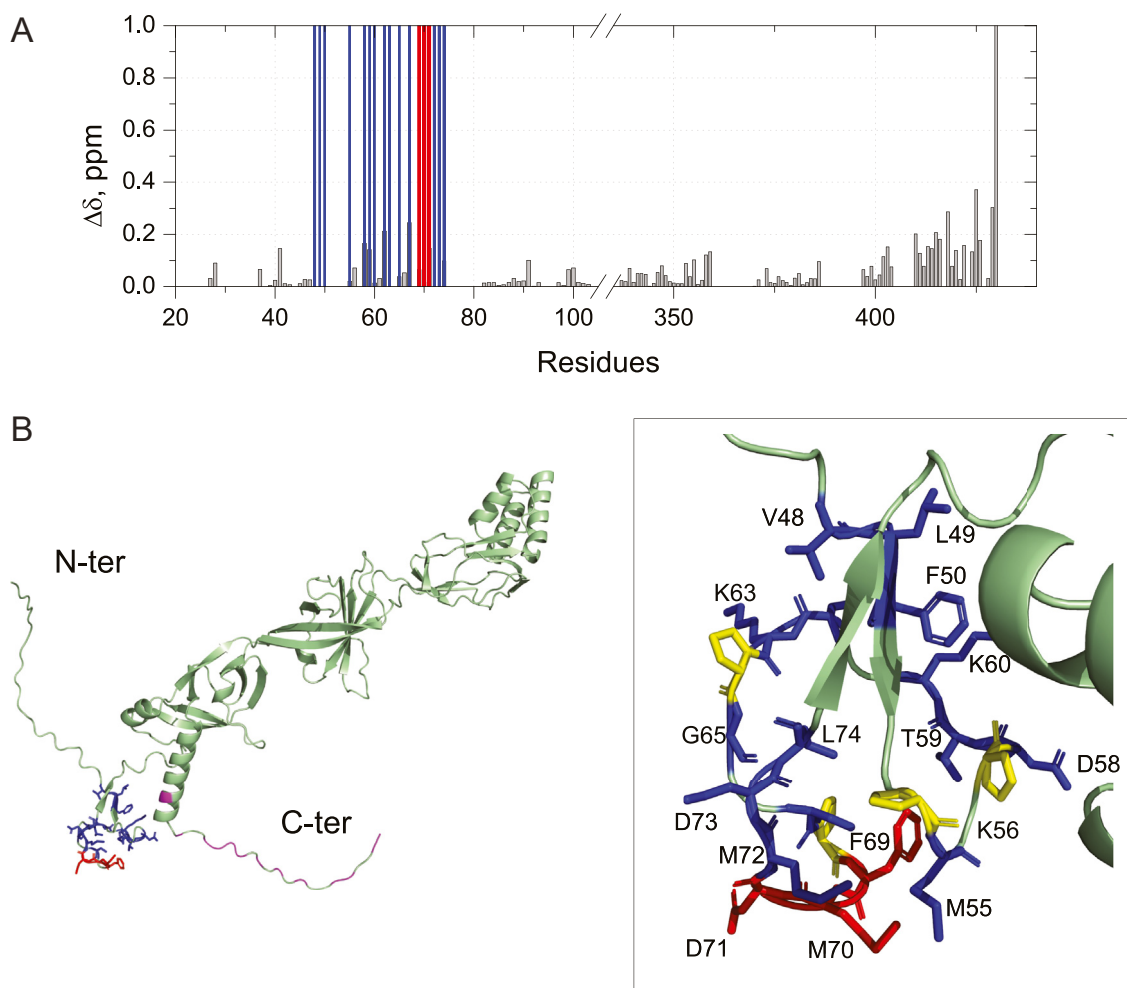 A
1.0
0.8
0.6
0.4
0.2
0.0
Δδ, ppm
20 40 60 80 100 350 400
Residues
B
N-ter
C-ter
V48
L49
K63
F50
K60
G65
L74
T59
D58
D73
F69
K56
M72
M55
D71
M70